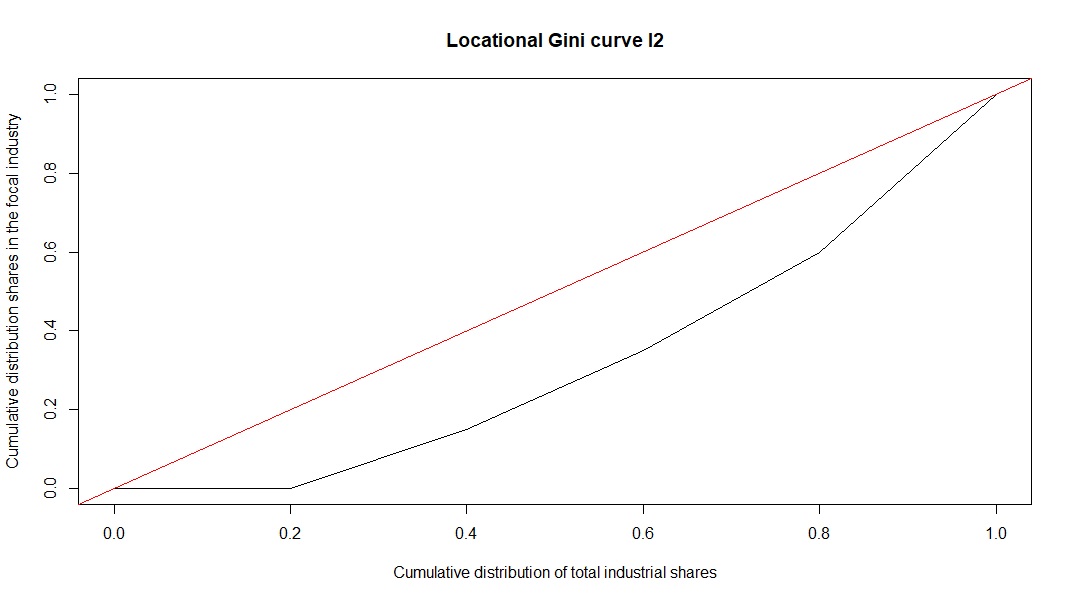 Locational Gini curve I2
Cumulative distribution shares in the focal industry
1.0
0.8
0.6
0.4
0.2
0.0
0.0 0.2 0.4 0.6 0.8 1.0
Cumulative distribution of total industrial shares